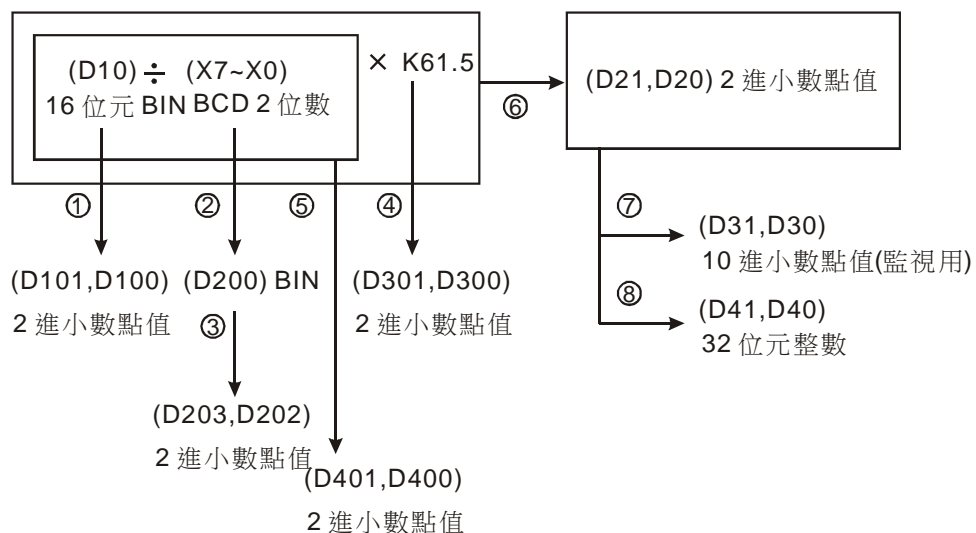 (D10) ÷ (X7~X0) × K61.5
16 位元 BIN BCD 2 位數
(D21,D20) 2 進小數點值
⑥
① ② ⑤ ④
⑦
(D31,D30)
10 進小數點值(監視用)
(D101,D100) (D200) BIN (D301,D300)
2 進小數點值 ③ 2 進小數點值
⑧
(D41,D40)
32 位元整數
(D203,D202)
2 進小數點值
(D401,D400)
2 進小數點值